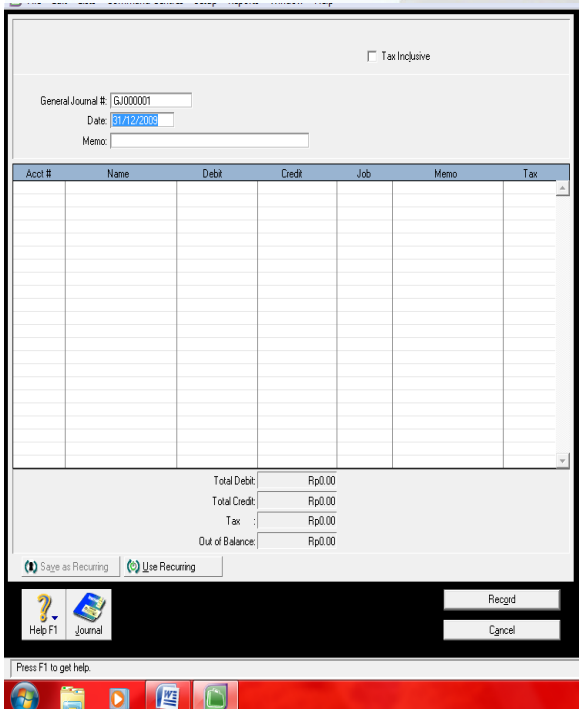 Tax Inclusive
General Journal #: GJ000001
Date: 31/12/2009
Memo:
Acct # Name Debit Credit Job Memo Tax
Total Debit: Rp0.00
Total Credit: Rp0.00
Tax : Rp0.00
Out of Balance: Rp0.00
Save as Recurring Use Recurring
Record
Help F1 Journal
Cancel
Press F1 to get help.